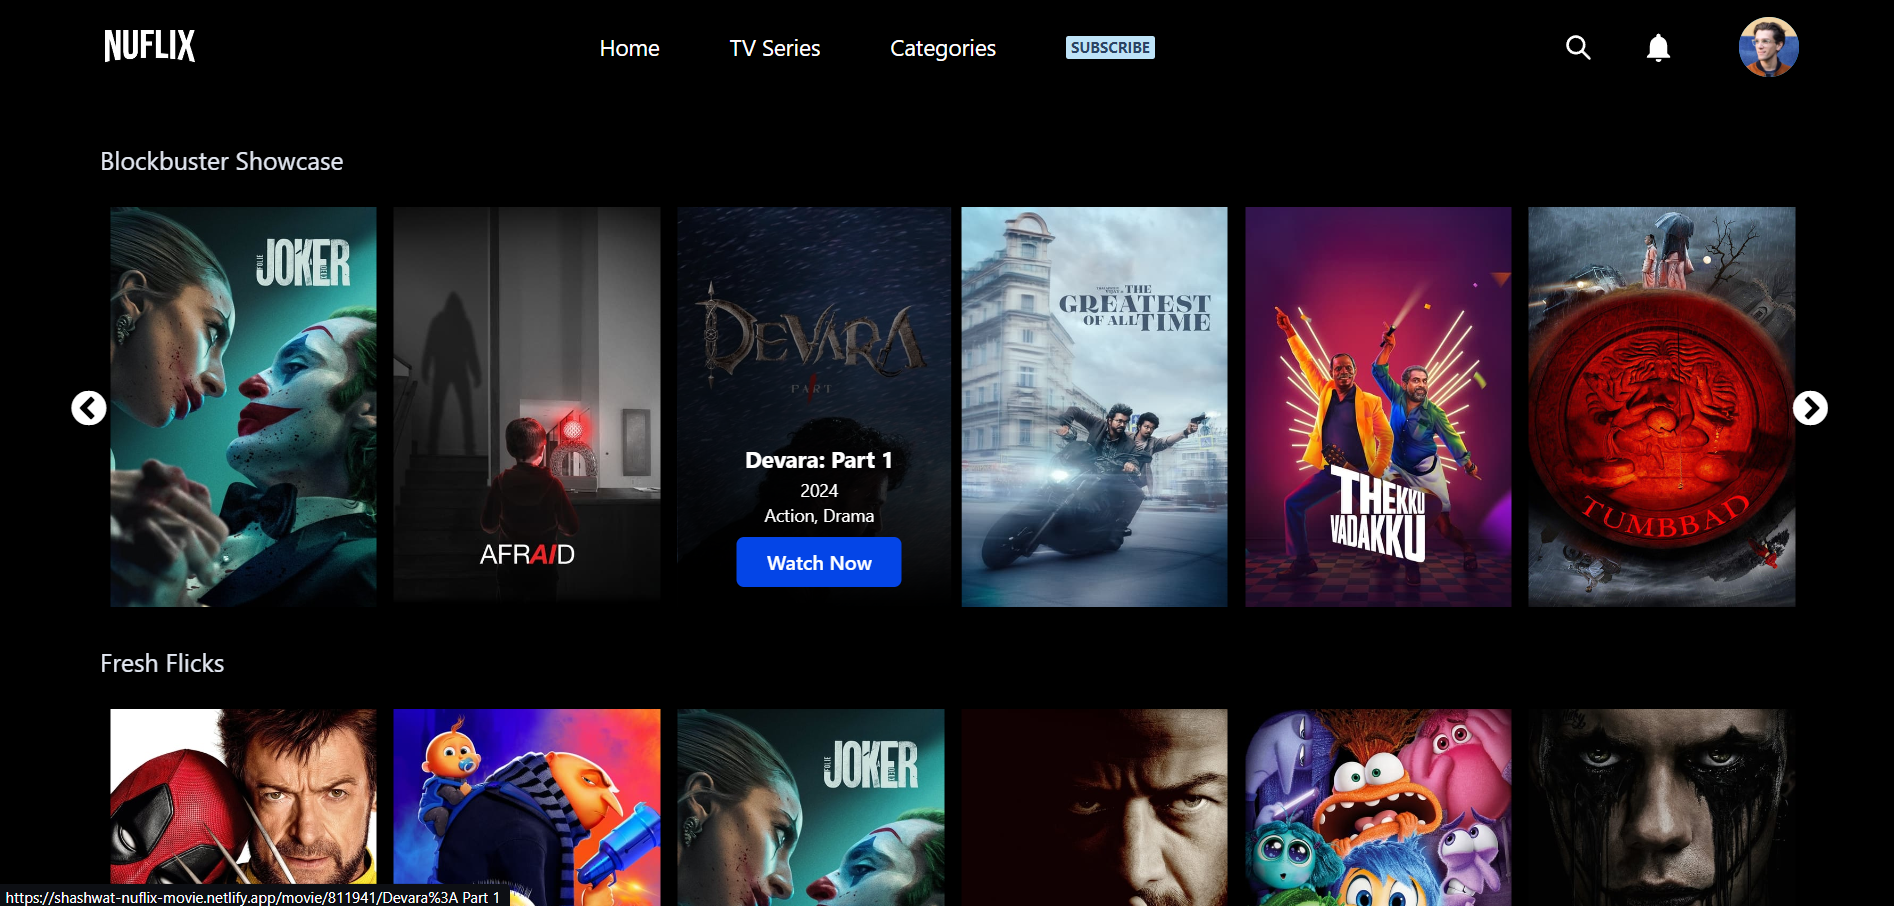 NUFLIX
Home
TV Series
Categories
SUBSCRIBE
Blockbuster Showcase
JOKER
FOLIE
À
DEUX
AFRAID
DEVARA
PART 1
Devara: Part 1
2024
Action, Drama
Watch Now
THE
GREATEST
OF ALL TIME
THEKKU
VADAKKU
TUMBBAD
Fresh Flicks
JOKER
https://shashwat-nuflix-movie.netlify.app/movie/811941/Devara%3A Part 1